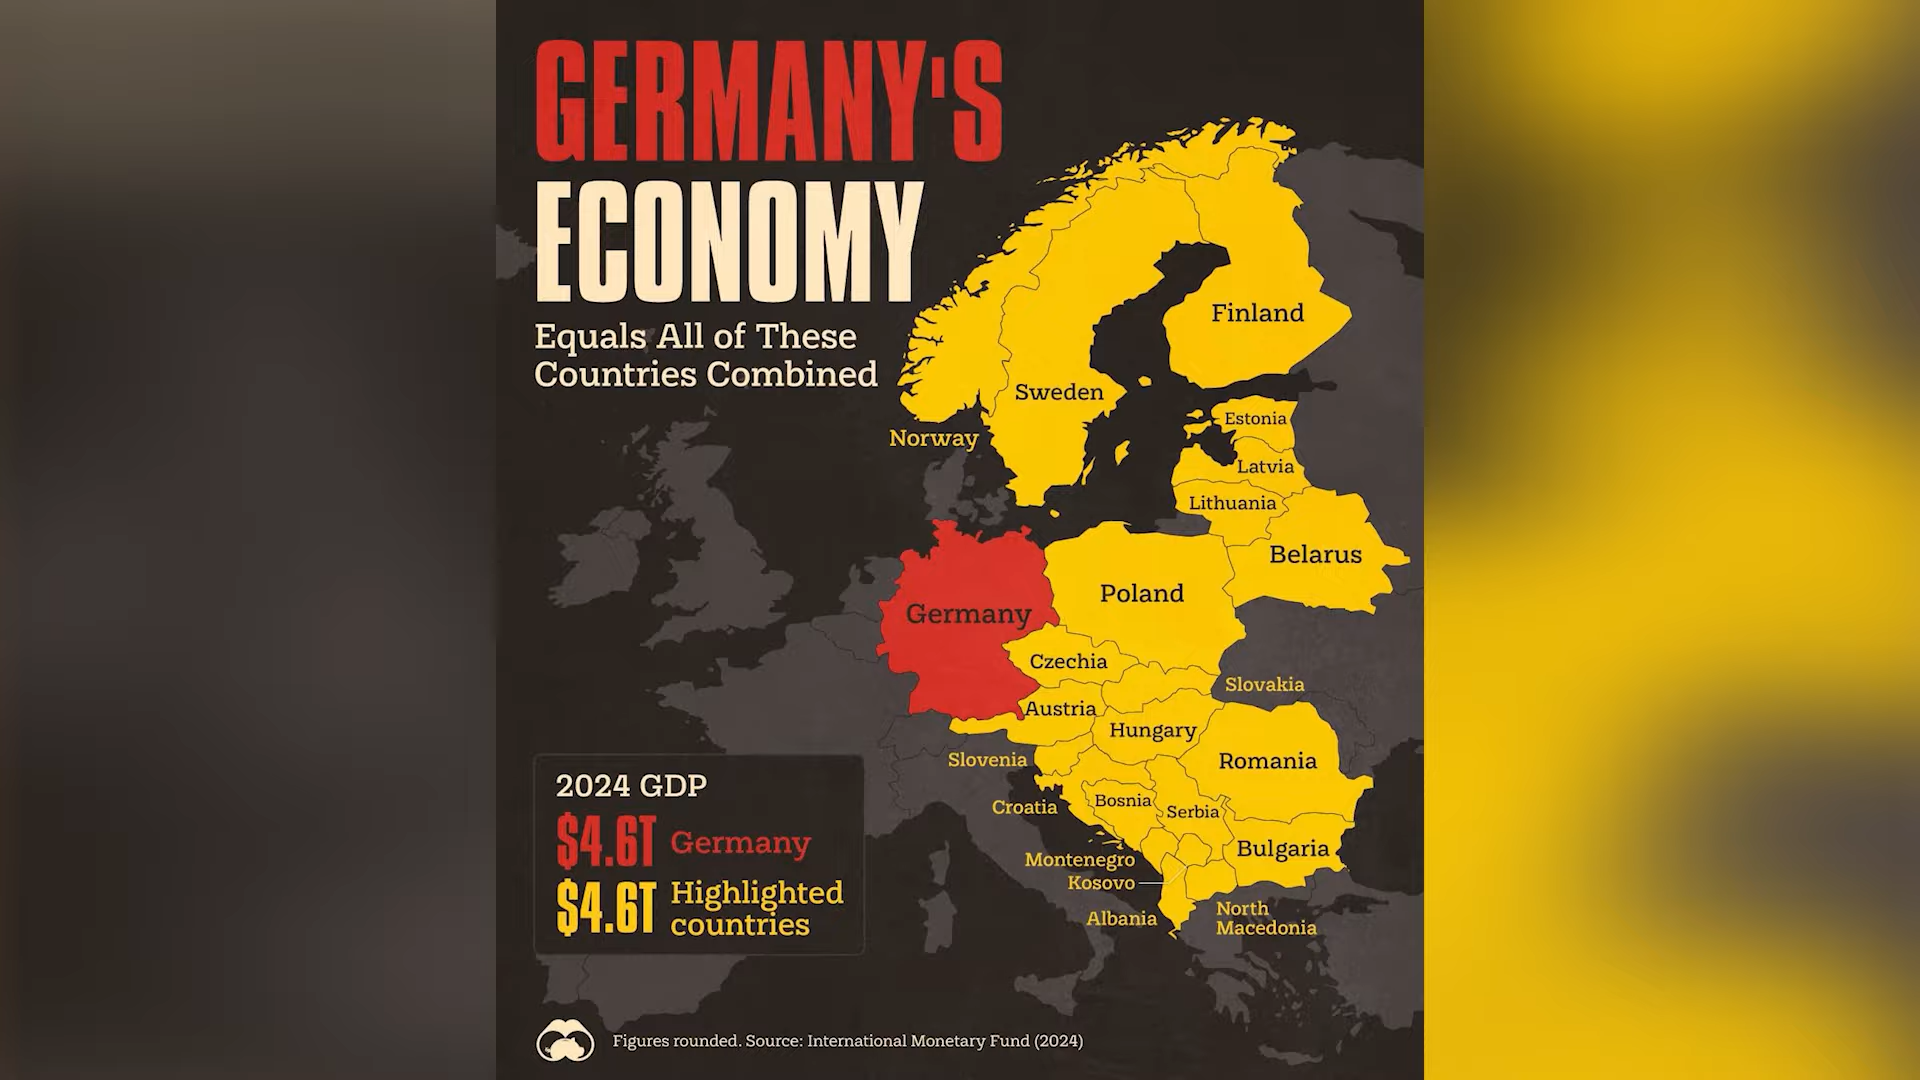 GERMANY'S
ECONOMY
Equals All of These
Countries Combined
Finland
Sweden
Norway
Estonia
Latvia
Lithuania
Belarus
Poland
Germany
Czechia
Slovakia
Austria
Hungary
Slovenia
Romania
Croatia
Bosnia
Serbia
Bulgaria
Montenegro
Kosovo
Albania
North
Macedonia
2024 GDP
$4.6T Germany
$4.6T Highlighted
countries
Figures rounded. Source: International Monetary Fund (2024)